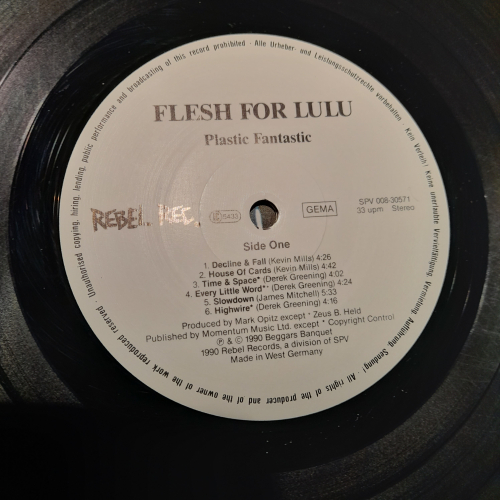 Unauthorised copying, hiring, lending, public performance and broadcasting of this record prohibited · Alle Urheber- und Leistungsschutzrechte vorbehalten · Kein Verleih! Keine unerlaubte Vervielfältigung, Vermietung, Aufführung, Sendung! · All rights of the producer and of the owner of the work reproduced reserved ·
FLESH FOR LULU
Plastic Fantastic
REBEL REC.
LC 5433
GEMA
SPV 008-30571
33 upm Stereo
Side One
1. Decline & Fall (Kevin Mills) 4:26
2. House Of Cards (Kevin Mills) 4:42
3. Time & Space* (Derek Greening) 4:02
4. Every Little Word*· (Derek Greening) 4:24
5. Slowdown (James Mitchell) 5:33
6. Highwire* (Derek Greening) 4:16
Produced by Mark Opitz except · Zeus B. Held
Published by Momentum Music Ltd. except * Copyright Control
℗ & © 1990 Beggars Banquet
1990 Rebel Records, a division of SPV
Made in West Germany